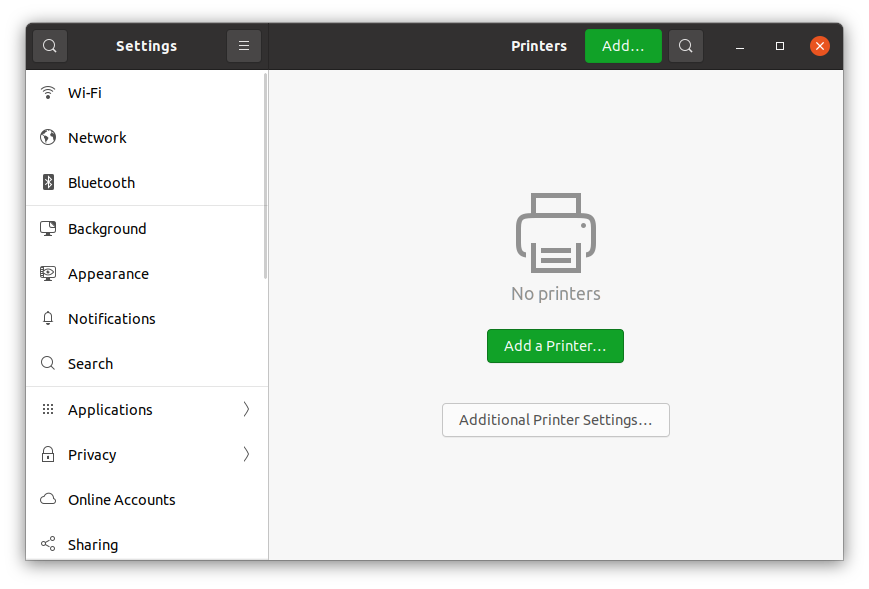 Settings
Printers
Add…
Wi-Fi
Network
Bluetooth
Background
Appearance
Notifications
Search
Applications
Privacy
Online Accounts
Sharing
No printers
Add a Printer…
Additional Printer Settings…